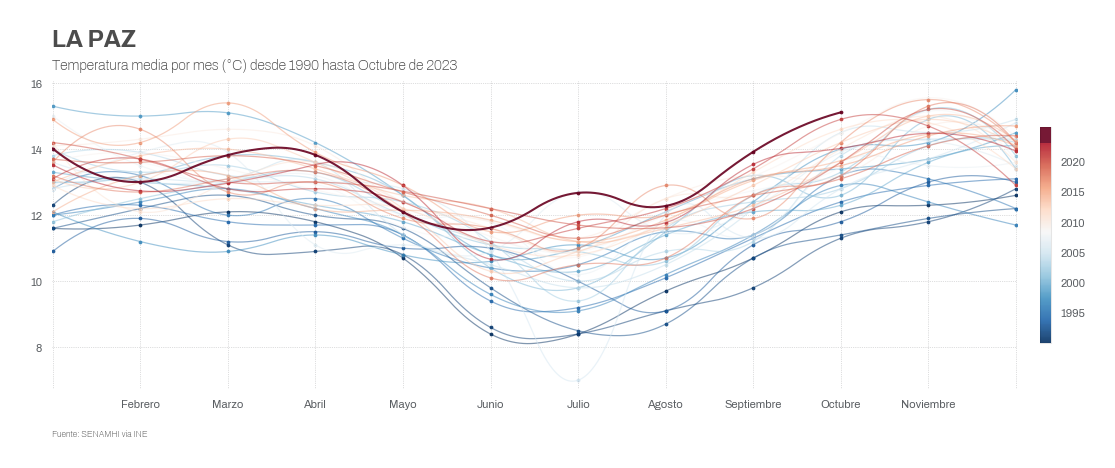 LA PAZ
Temperatura media por mes (°C) desde 1990 hasta Octubre de 2023
16
14
12
10
8
2020
2015
2010
2005
2000
1995
Febrero Marzo Abril Mayo Junio Julio Agosto Septiembre Octubre Noviembre
Fuente: SENAMHI via INE